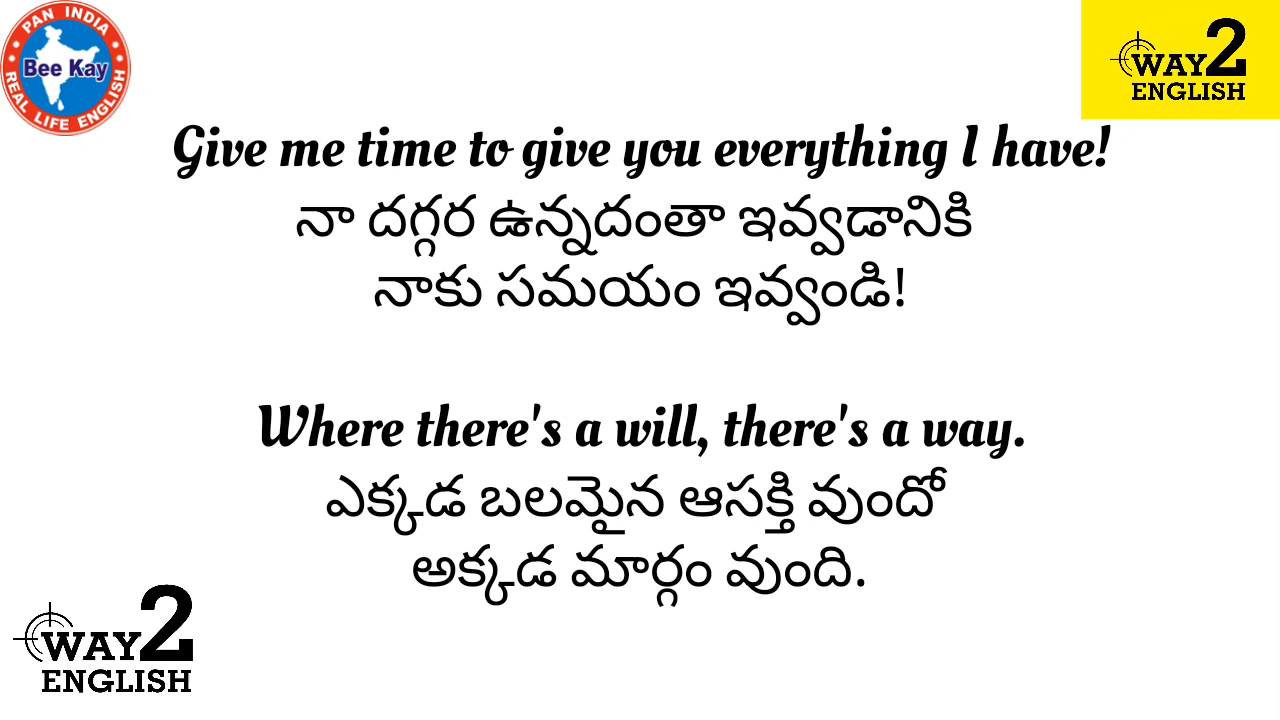 PAN INDIA
Bee Kay
REAL LIFE ENGLISH
WAY2
ENGLISH
Give me time to give you everything I have!
నా దగ్గర ఉన్నదంతా ఇవ్వడానికి
నాకు సమయం ఇవ్వండి!
Where there's a will, there's a way.
ఎక్కడ బలమైన ఆసక్తి వుందో
అక్కడ మార్గం వుంది.
WAY2
ENGLISH